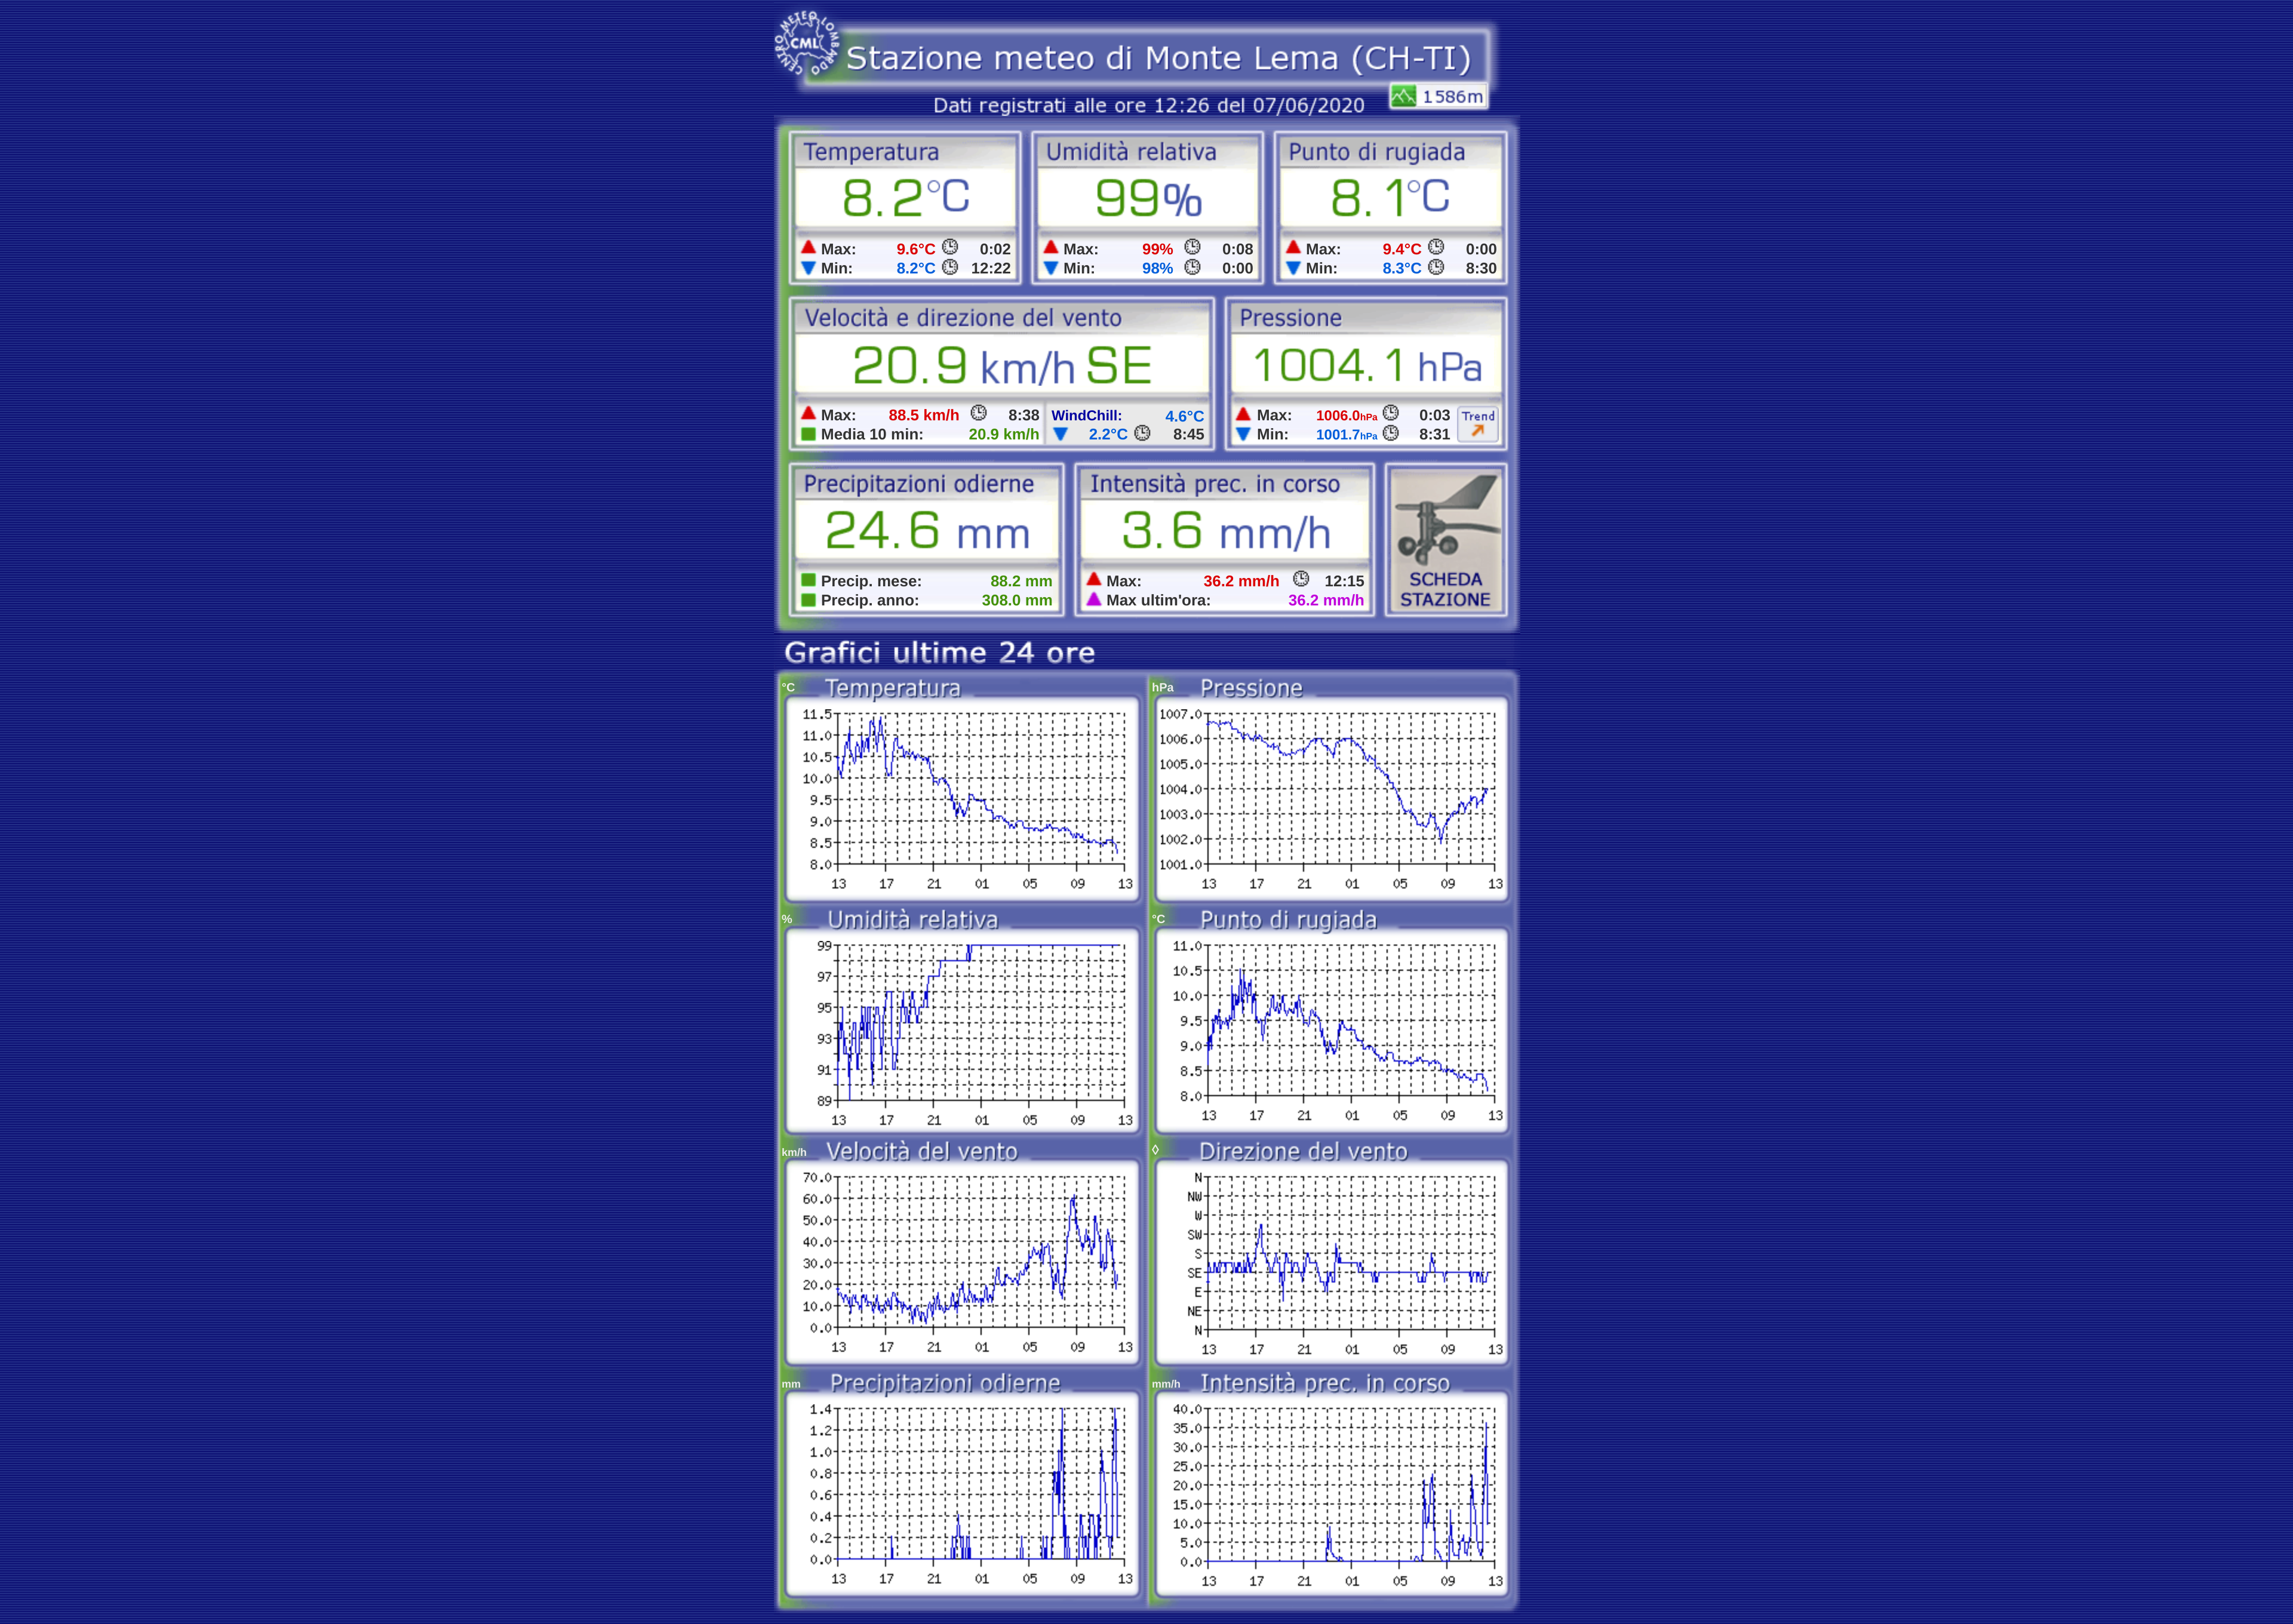 CENTRO METEO LOMBARDO
CML
Stazione meteo di Monte Lema (CH-TI)
Dati registrati alle ore 12:26 del 07/06/2020
1586m
Temperatura
8.2°C
Max: 9.6°C 0:02
Min: 8.2°C 12:22
Umidità relativa
99%
Max: 99% 0:08
Min: 98% 0:00
Punto di rugiada
8.1°C
Max: 9.4°C 0:00
Min: 8.3°C 8:30
Velocità e direzione del vento
20.9 km/h SE
Max: 88.5 km/h 8:38
Media 10 min: 20.9 km/h
WindChill: 4.6°C
2.2°C 8:45
Pressione
1004.1 hPa
Max: 1006.0hPa 0:03
Min: 1001.7hPa 8:31
Trend
Precipitazioni odierne
24.6 mm
Precip. mese: 88.2 mm
Precip. anno: 308.0 mm
Intensità prec. in corso
3.6 mm/h
Max: 36.2 mm/h 12:15
Max ultim'ora: 36.2 mm/h
SCHEDA
STAZIONE
Grafici ultime 24 ore
°C Temperatura
11.5
11.0
10.5
10.0
9.5
9.0
8.5
8.0
13 17 21 01 05 09 13
hPa Pressione
1007.0
1006.0
1005.0
1004.0
1003.0
1002.0
1001.0
13 17 21 01 05 09 13
% Umidità relativa
99
97
95
93
91
89
13 17 21 01 05 09 13
°C Punto di rugiada
11.0
10.5
10.0
9.5
9.0
8.5
8.0
13 17 21 01 05 09 13
km/h Velocità del vento
70.0
60.0
50.0
40.0
30.0
20.0
10.0
0.0
13 17 21 01 05 09 13
◊ Direzione del vento
N
NW
W
SW
S
SE
E
NE
N
13 17 21 01 05 09 13
mm Precipitazioni odierne
1.4
1.2
1.0
0.8
0.6
0.4
0.2
0.0
13 17 21 01 05 09 13
mm/h Intensità prec. in corso
40.0
35.0
30.0
25.0
20.0
15.0
10.0
5.0
0.0
13 17 21 01 05 09 13